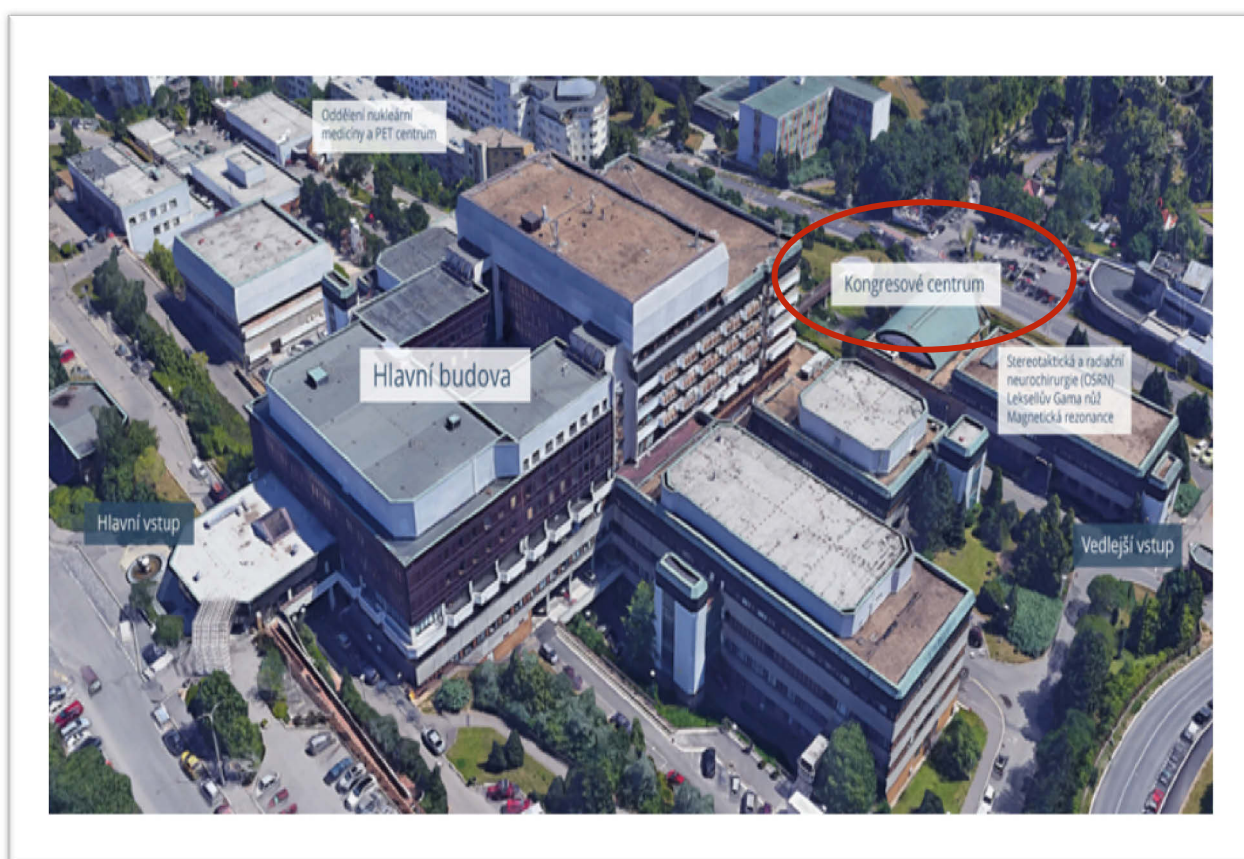 Oddělení nukleární
medicíny a PET centrum
Kongresové centrum
Hlavní budova
Stereotaktická a radiační
neurochirurgie (OSRN)
Leksellův Gama nůž
Magnetická rezonance
Hlavní vstup
Vedlejší vstup